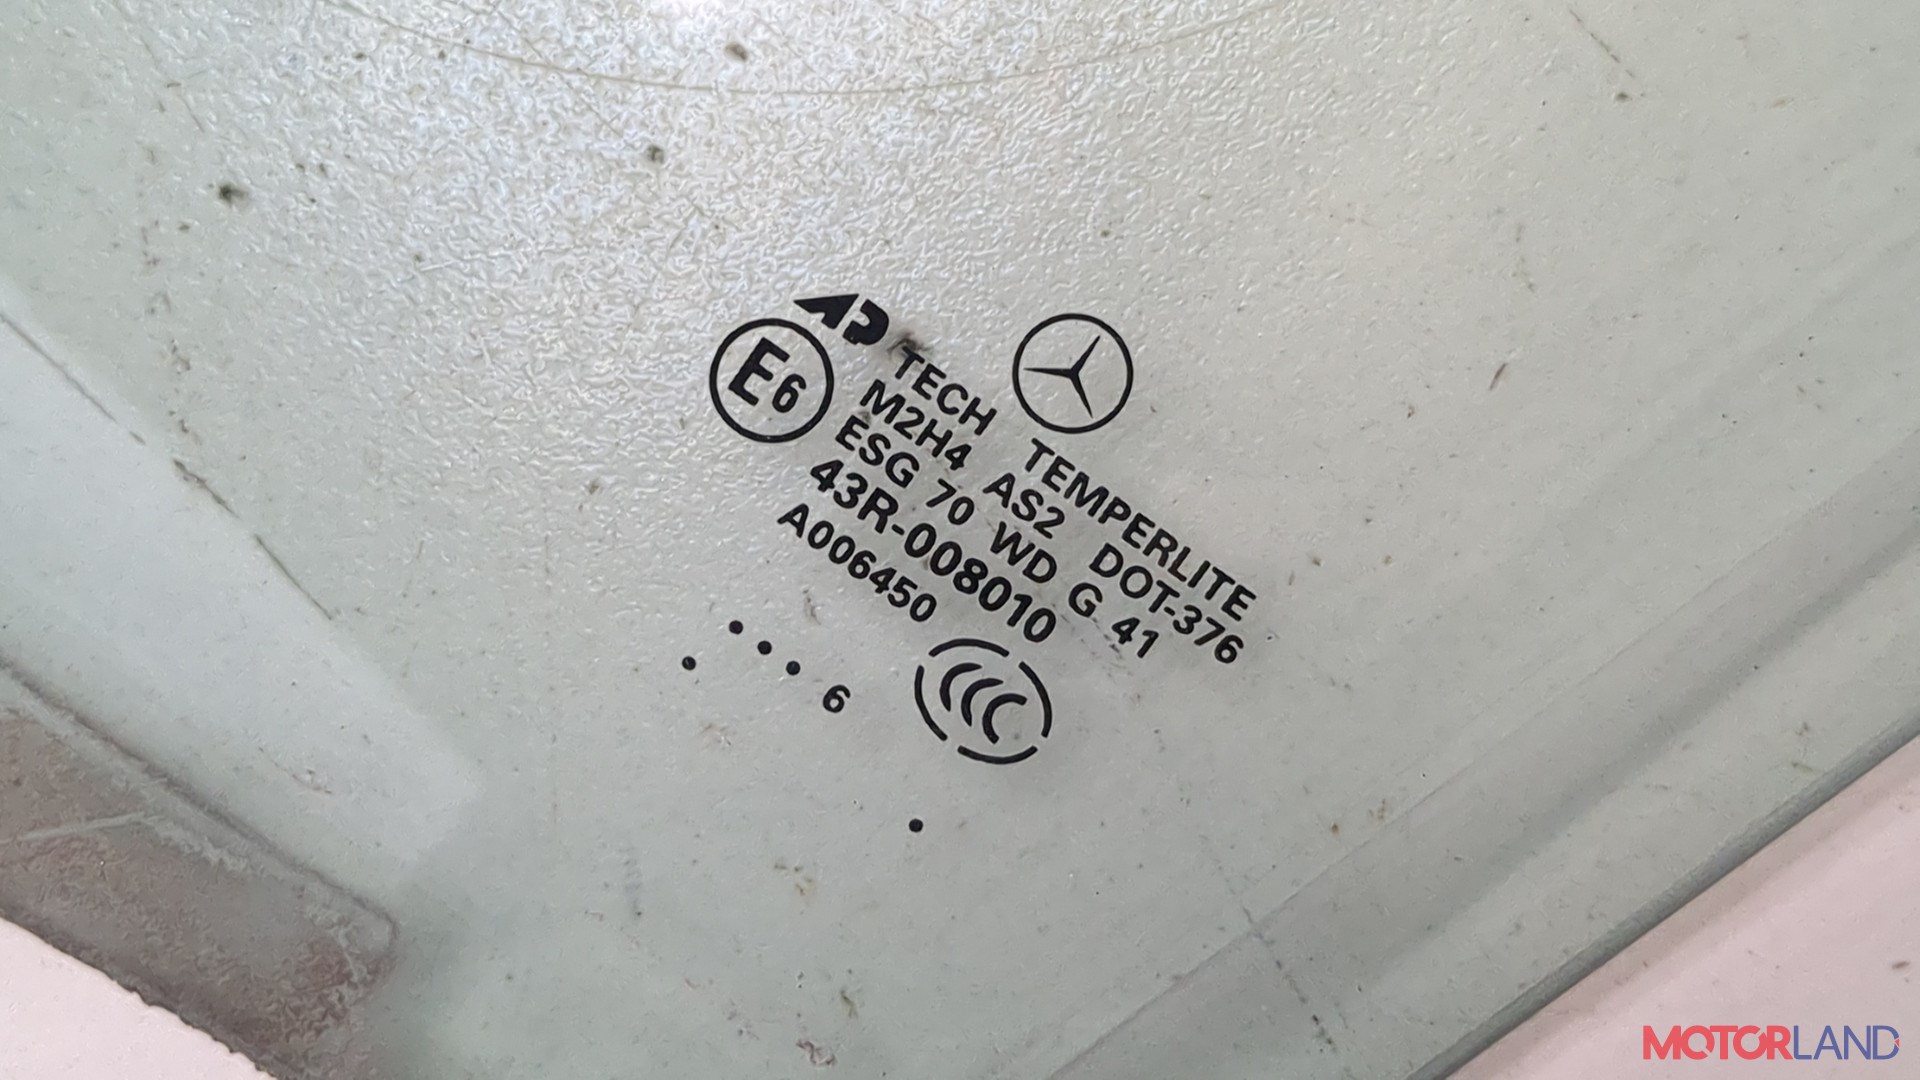 AP TECH TEMPERLITE
E6
M2H4 AS2 DOT-376
ESG 70 WD G 41
43R-008010
A006450
.... 6
CCC
MOTORLAND